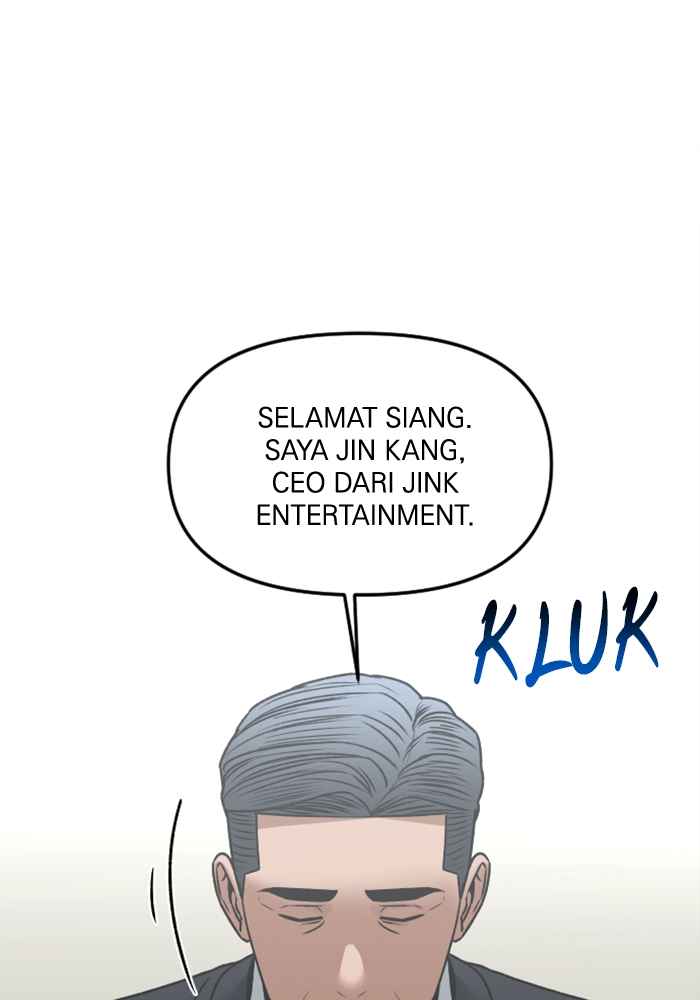 SELAMAT SIANG.
SAYA JIN KANG,
CEO DARI JINK
ENTERTAINMENT.
KLUK